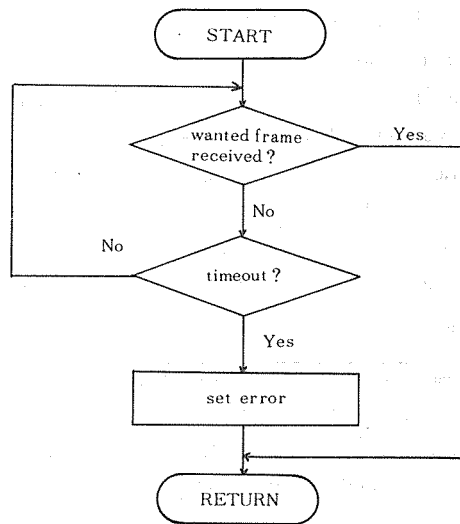 START
wanted frame
received ?
Yes
No
No
timeout ?
Yes
set error
RETURN